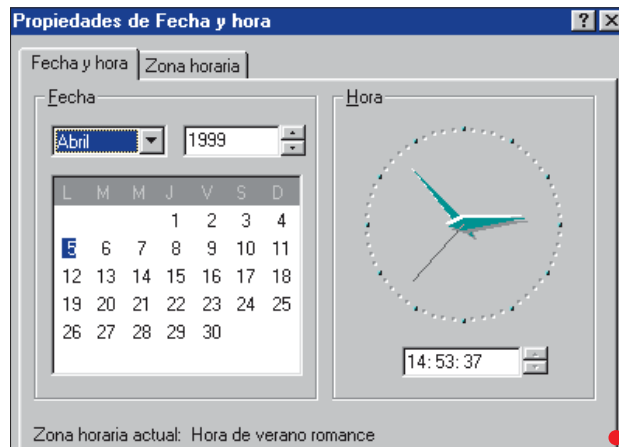 Propiedades de Fecha y hora
Fecha y hora Zona horaria
Fecha
Abril 1999
L M M J V S D
1 2 3 4
5 6 7 8 9 10 11
12 13 14 15 16 17 18
19 20 21 22 23 24 25
26 27 28 29 30
Hora
14:53:37
Zona horaria actual: Hora de verano romance